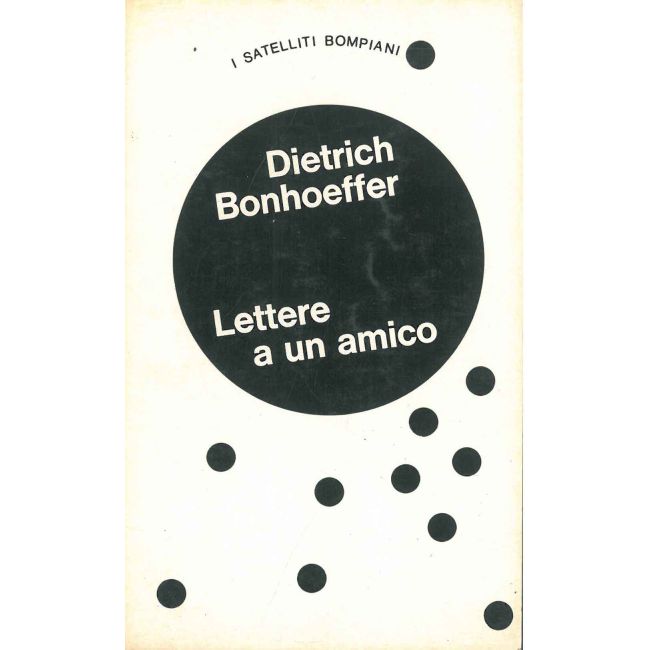 I SATELLITI BOMPIANI
Dietrich
Bonhoeffer
Lettere
a un amico